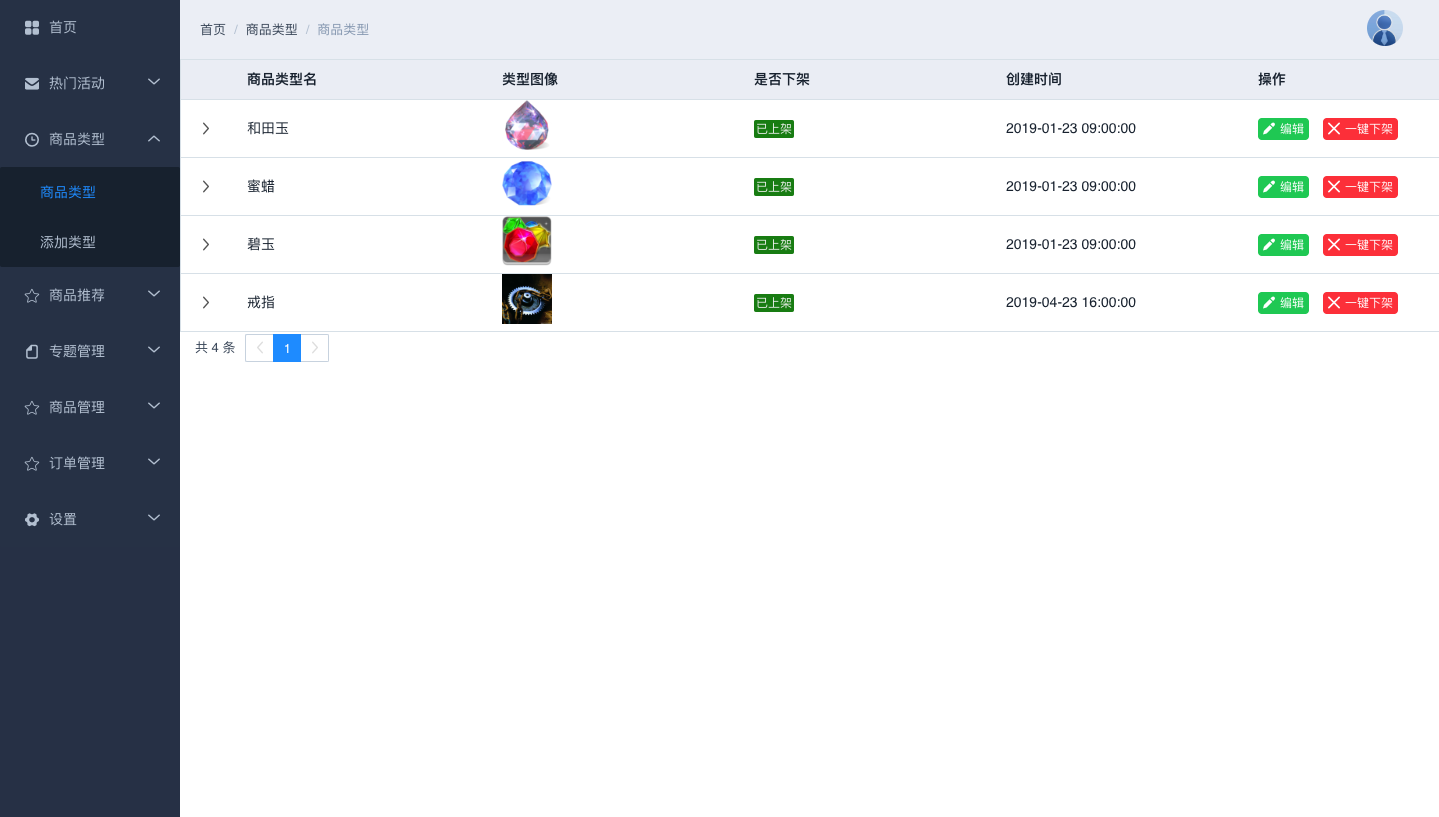 首页
热门活动
商品类型
商品类型
添加类型
商品推荐
专题管理
商品管理
订单管理
设置
首页 / 商品类型 / 商品类型
商品类型名 类型图像 是否下架 创建时间 操作
和田玉 已上架 2019-01-23 09:00:00 编辑 一键下架
蜜蜡 已上架 2019-01-23 09:00:00 编辑 一键下架
碧玉 已上架 2019-01-23 09:00:00 编辑 一键下架
戒指 已上架 2019-04-23 16:00:00 编辑 一键下架
共 4 条 1